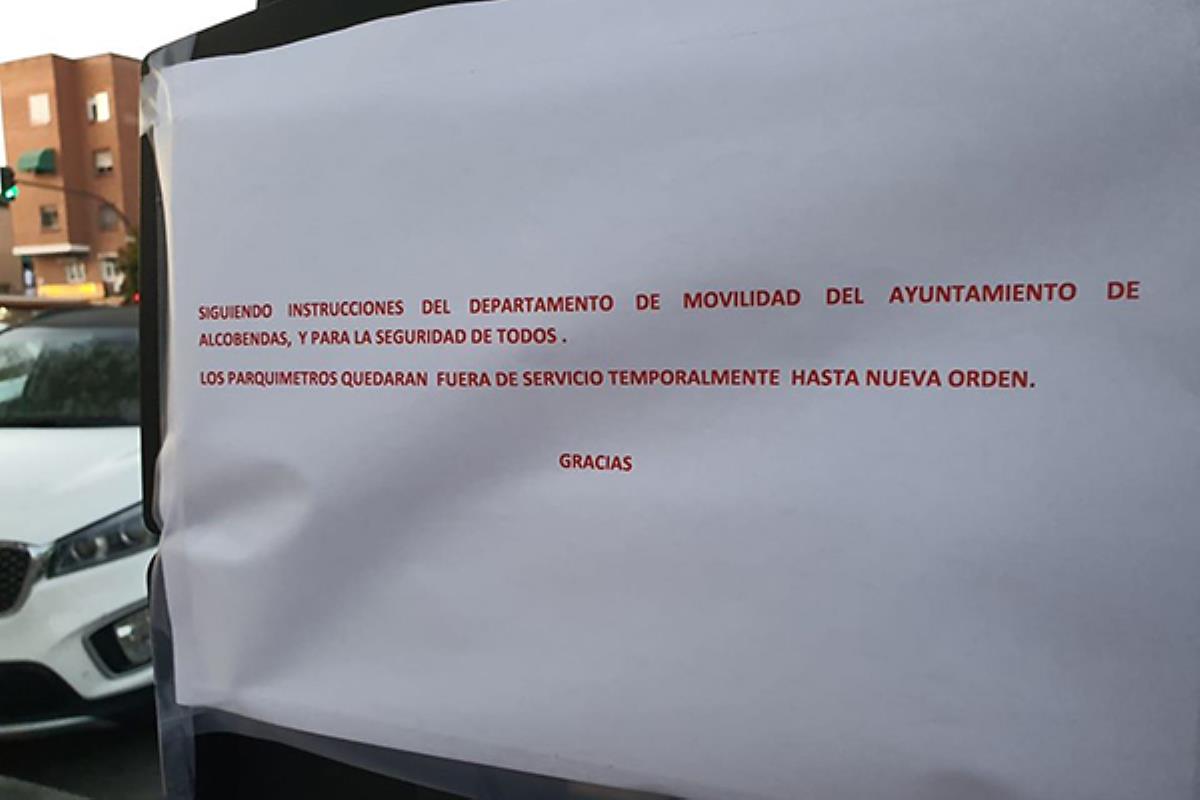 SIGUIENDO INSTRUCCIONES DEL DEPARTAMENTO DE MOVILIDAD DEL AYUNTAMIENTO DE
ALCOBENDAS, Y PARA LA SEGURIDAD DE TODOS .
LOS PARQUIMETROS QUEDARAN FUERA DE SERVICIO TEMPORALMENTE HASTA NUEVA ORDEN.
GRACIAS